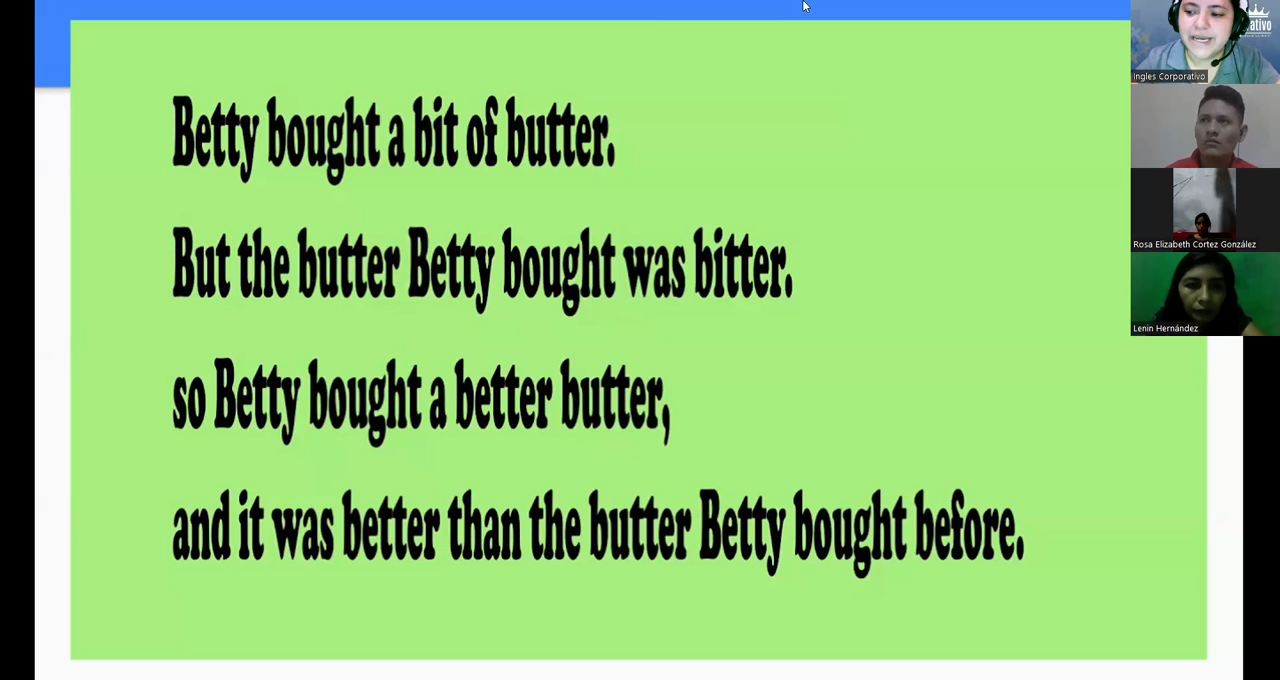 Betty bought a bit of butter.
But the butter Betty bought was bitter.
so Betty bought a better butter,
and it was better than the butter Betty bought before.
Ingles Corporativo
Rosa Elizabeth Cortez González
Lenin Hernández